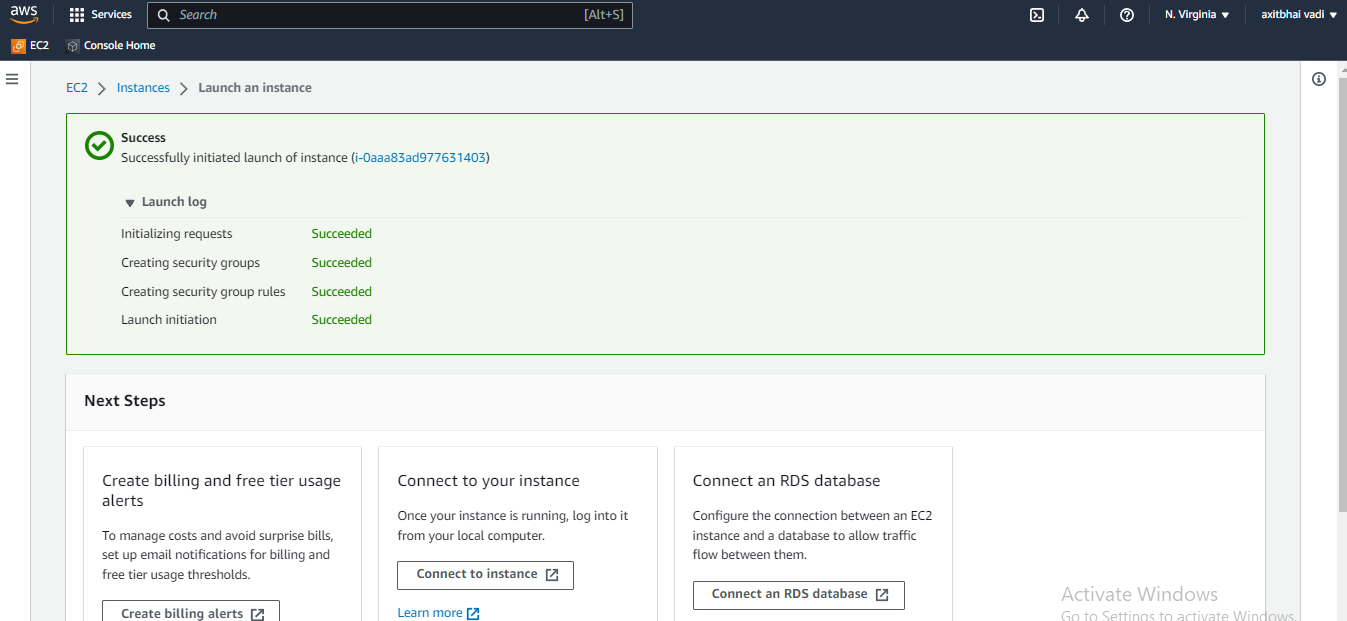 aws
Services
Search [Alt+S]
N. Virginia
axitbhai vadi
EC2
Console Home
EC2 Instances Launch an instance
Success
Successfully initiated launch of instance (i-0aaa83ad977631403)
Launch log
Initializing requests Succeeded
Creating security groups Succeeded
Creating security group rules Succeeded
Launch initiation Succeeded
Next Steps
Create billing and free tier usage
alerts
To manage costs and avoid surprise bills,
set up email notifications for billing and
free tier usage thresholds.
Create billing alerts
Connect to your instance
Once your instance is running, log into it
from your local computer.
Connect to instance
Learn more
Connect an RDS database
Configure the connection between an EC2
instance and a database to allow traffic
flow between them.
Connect an RDS database
Activate Windows
Go to Settings to activate Windows.